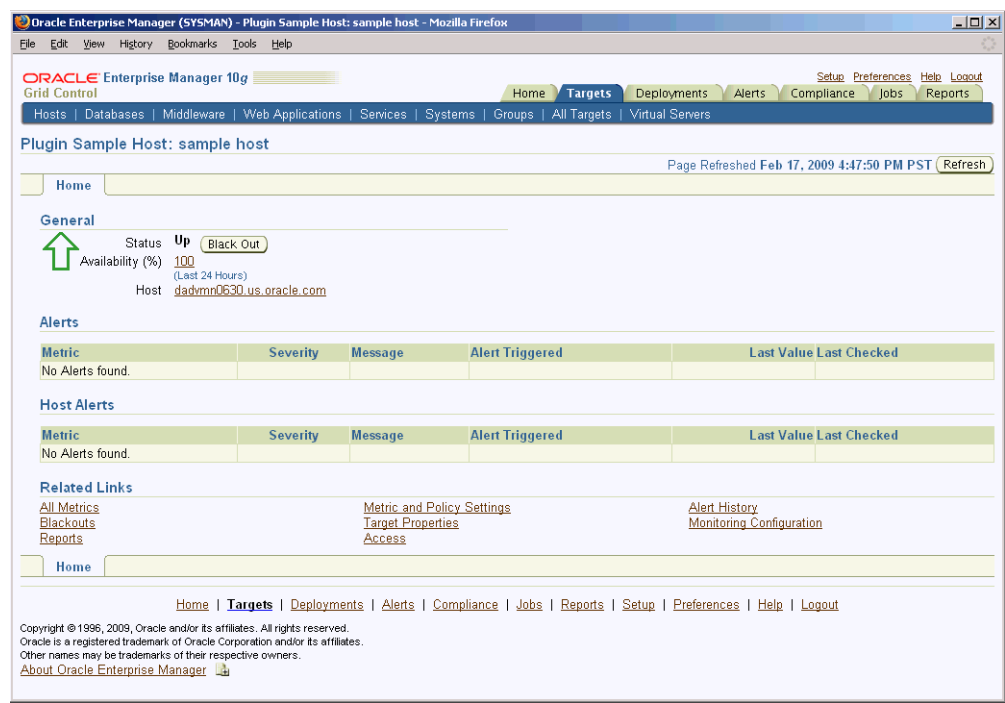 Oracle Enterprise Manager (SYSMAN) - Plugin Sample Host: sample host - Mozilla Firefox
File Edit View History Bookmarks Tools Help
ORACLE Enterprise Manager 10g
Setup Preferences Help Logout
Grid Control
Home Targets Deployments Alerts Compliance Jobs Reports
Hosts | Databases | Middleware | Web Applications | Services | Systems | Groups | All Targets | Virtual Servers
Plugin Sample Host: sample host
Page Refreshed Feb 17, 2009 4:47:50 PM PST Refresh
Home
General
Status Up Black Out
Availability (%) 100
(Last 24 Hours)
Host dadvmn0630.us.oracle.com
Alerts
Metric Severity Message Alert Triggered Last Value Last Checked
No Alerts found.
Host Alerts
Metric Severity Message Alert Triggered Last Value Last Checked
No Alerts found.
Related Links
All Metrics Metric and Policy Settings Alert History
Blackouts Target Properties Monitoring Configuration
Reports Access
Home
Home | Targets | Deployments | Alerts | Compliance | Jobs | Reports | Setup | Preferences | Help | Logout
Copyright © 1996, 2009, Oracle and/or its affiliates. All rights reserved.
Oracle is a registered trademark of Oracle Corporation and/or its affiliates.
Other names may be trademarks of their respective owners.
About Oracle Enterprise Manager